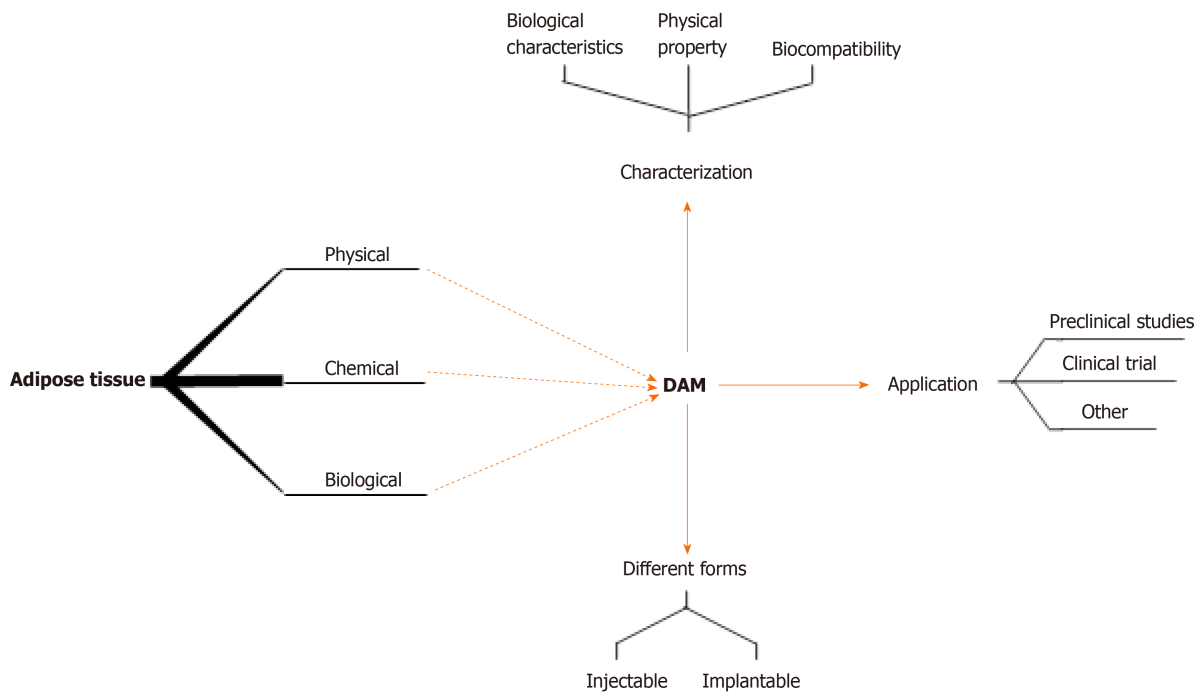 Biological
characteristics
Physical
property
Biocompatibility
Characterization
Physical
Adipose tissue
Chemical
Biological
DAM
Application
Preclinical studies
Clinical trial
Other
Different forms
Injectable
Implantable